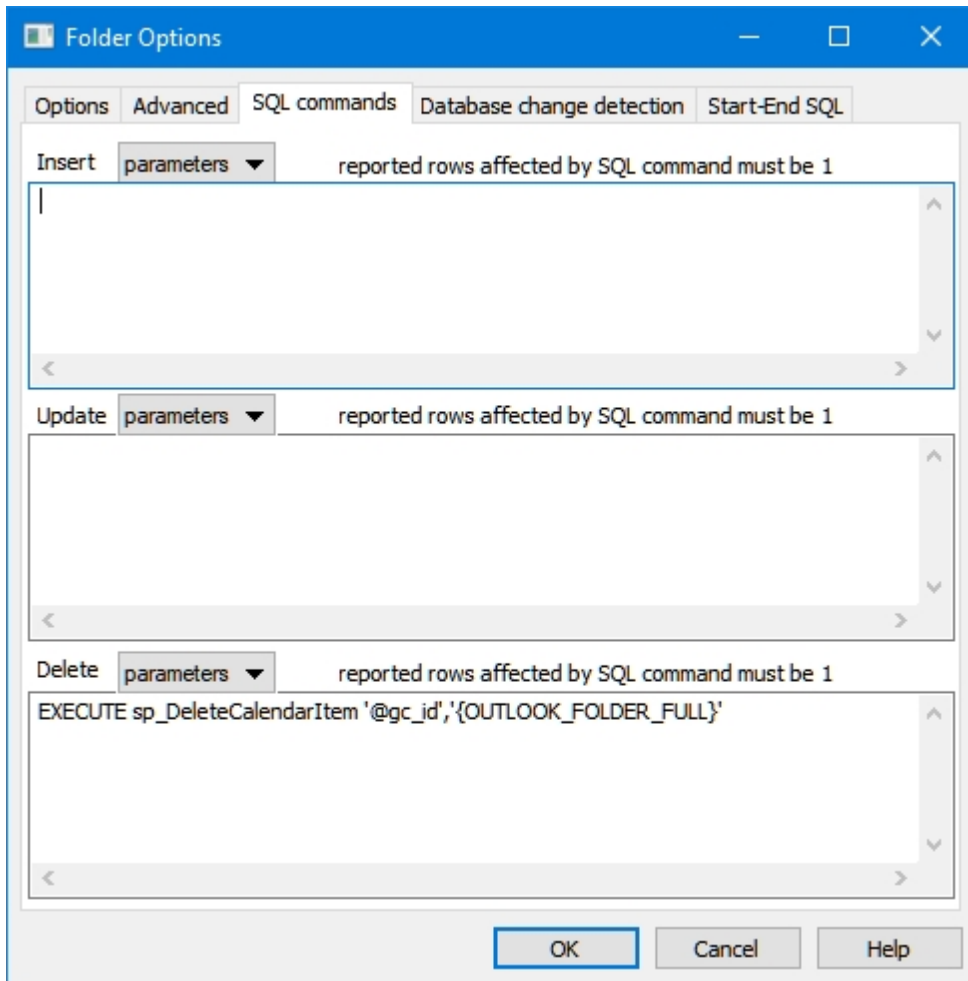 Folder Options
Options Advanced SQL commands Database change detection Start-End SQL
Insert parameters reported rows affected by SQL command must be 1
Update parameters reported rows affected by SQL command must be 1
Delete parameters reported rows affected by SQL command must be 1
EXECUTE sp_DeleteCalendarItem '@gc_id','{OUTLOOK_FOLDER_FULL}'
OK Cancel Help